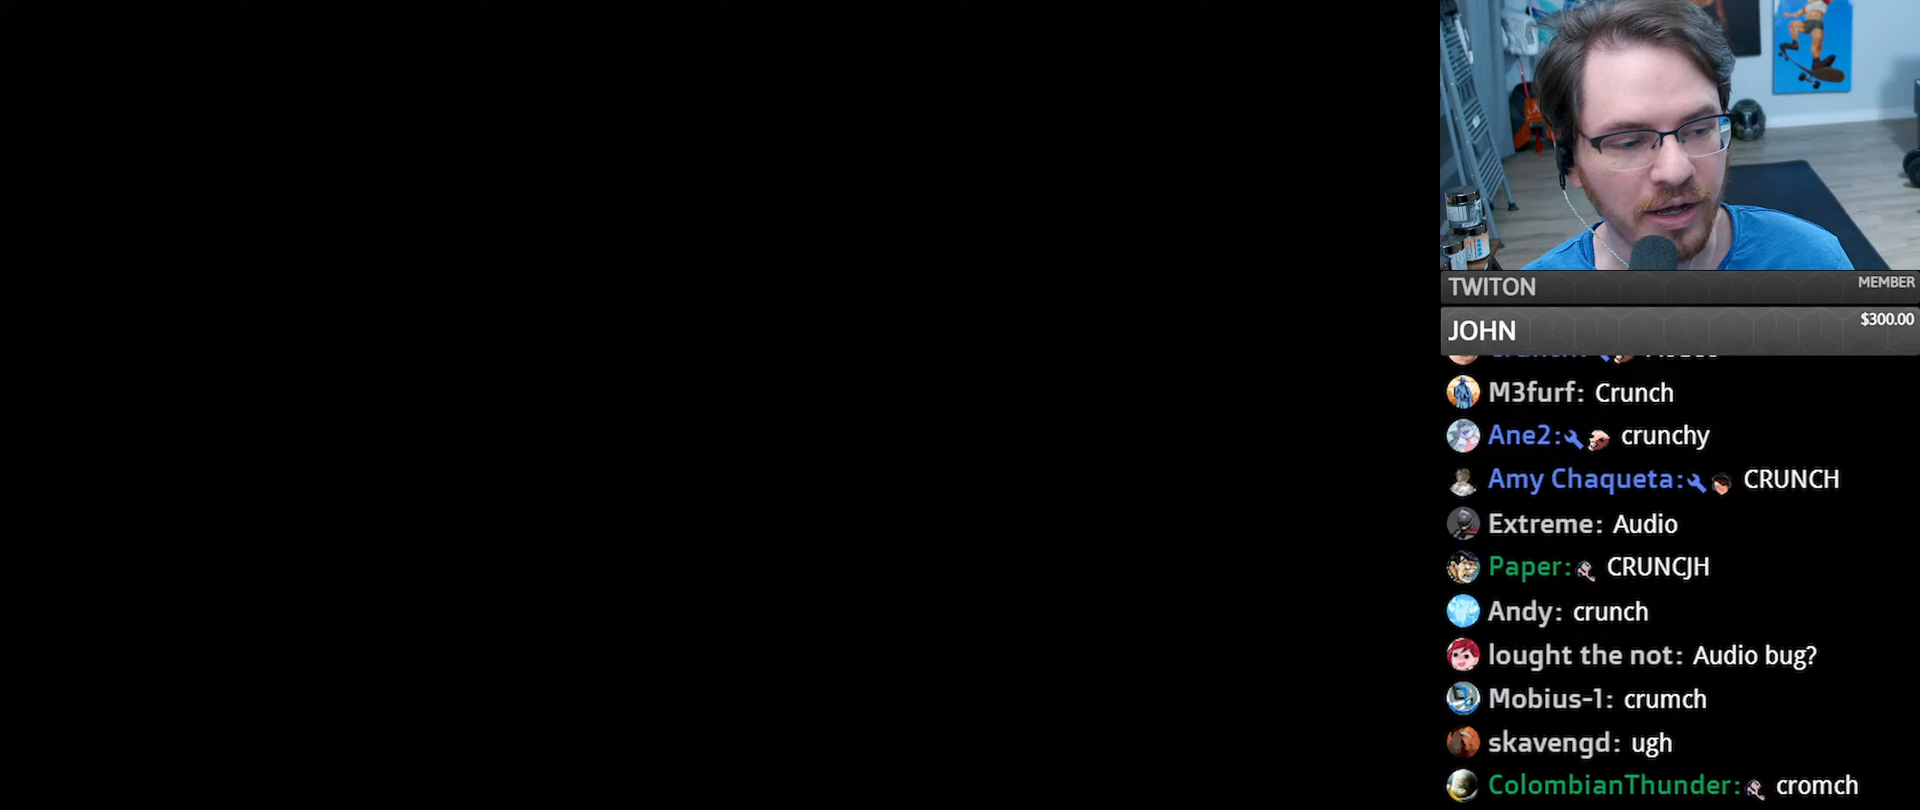 TWITON MEMBER
JOHN $300.00
M3furf: Crunch
Ane2: crunchy
Amy Chaqueta: CRUNCH
Extreme: Audio
Paper: CRUNCJH
Andy: crunch
lought the not: Audio bug?
Mobius-1: crumch
skavengd: ugh
ColombianThunder: cromch